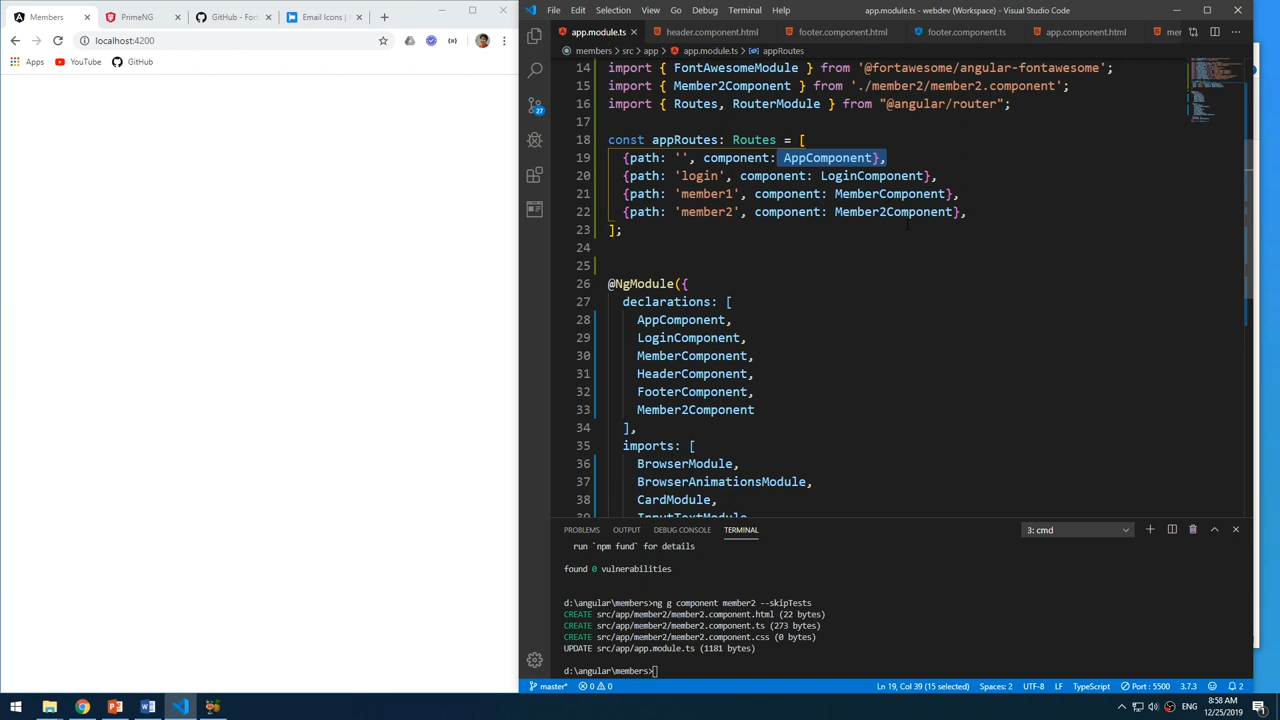 Members
PrimeNG
GitHub - For
Email Icons |
localhost:4200
Apps
YouTube
GitHub
File Edit Selection View Go Debug Terminal Help
app.module.ts - webdev (Workspace) - Visual Studio Code
app.module.ts
header.component.html
footer.component.html
footer.component.ts
app.component.html
members > src > app > app.module.ts > appRoutes
14 import { FontAwesomeModule } from '@fortawesome/angular-fontawesome';
15 import { Member2Component } from './member2/member2.component';
16 import { Routes, RouterModule } from "@angular/router";
17
18 const appRoutes: Routes = [
19 {path: '', component: AppComponent},
20 {path: 'login', component: LoginComponent},
21 {path: 'member1', component: MemberComponent},
22 {path: 'member2', component: Member2Component},
23 ];
24
25
26 @NgModule({
27 declarations: [
28 AppComponent,
29 LoginComponent,
30 MemberComponent,
31 HeaderComponent,
32 FooterComponent,
33 Member2Component
34 ],
35 imports: [
36 BrowserModule,
37 BrowserAnimationsModule,
38 CardModule,
27
PROBLEMS OUTPUT DEBUG CONSOLE TERMINAL
3: cmd
run `npm fund` for details
found 0 vulnerabilities
d:\angular\members>ng g component member2 --skipTests
CREATE src/app/member2/member2.component.html (22 bytes)
CREATE src/app/member2/member2.component.ts (273 bytes)
CREATE src/app/member2/member2.component.css (0 bytes)
UPDATE src/app/app.module.ts (1181 bytes)
d:\angular\members>
master* 0 0
Ln 19, Col 39 (15 selected) Spaces: 2 UTF-8 LF TypeScript Port : 5500 3.7.3 2
ENG
8:58 AM
12/25/2019
1